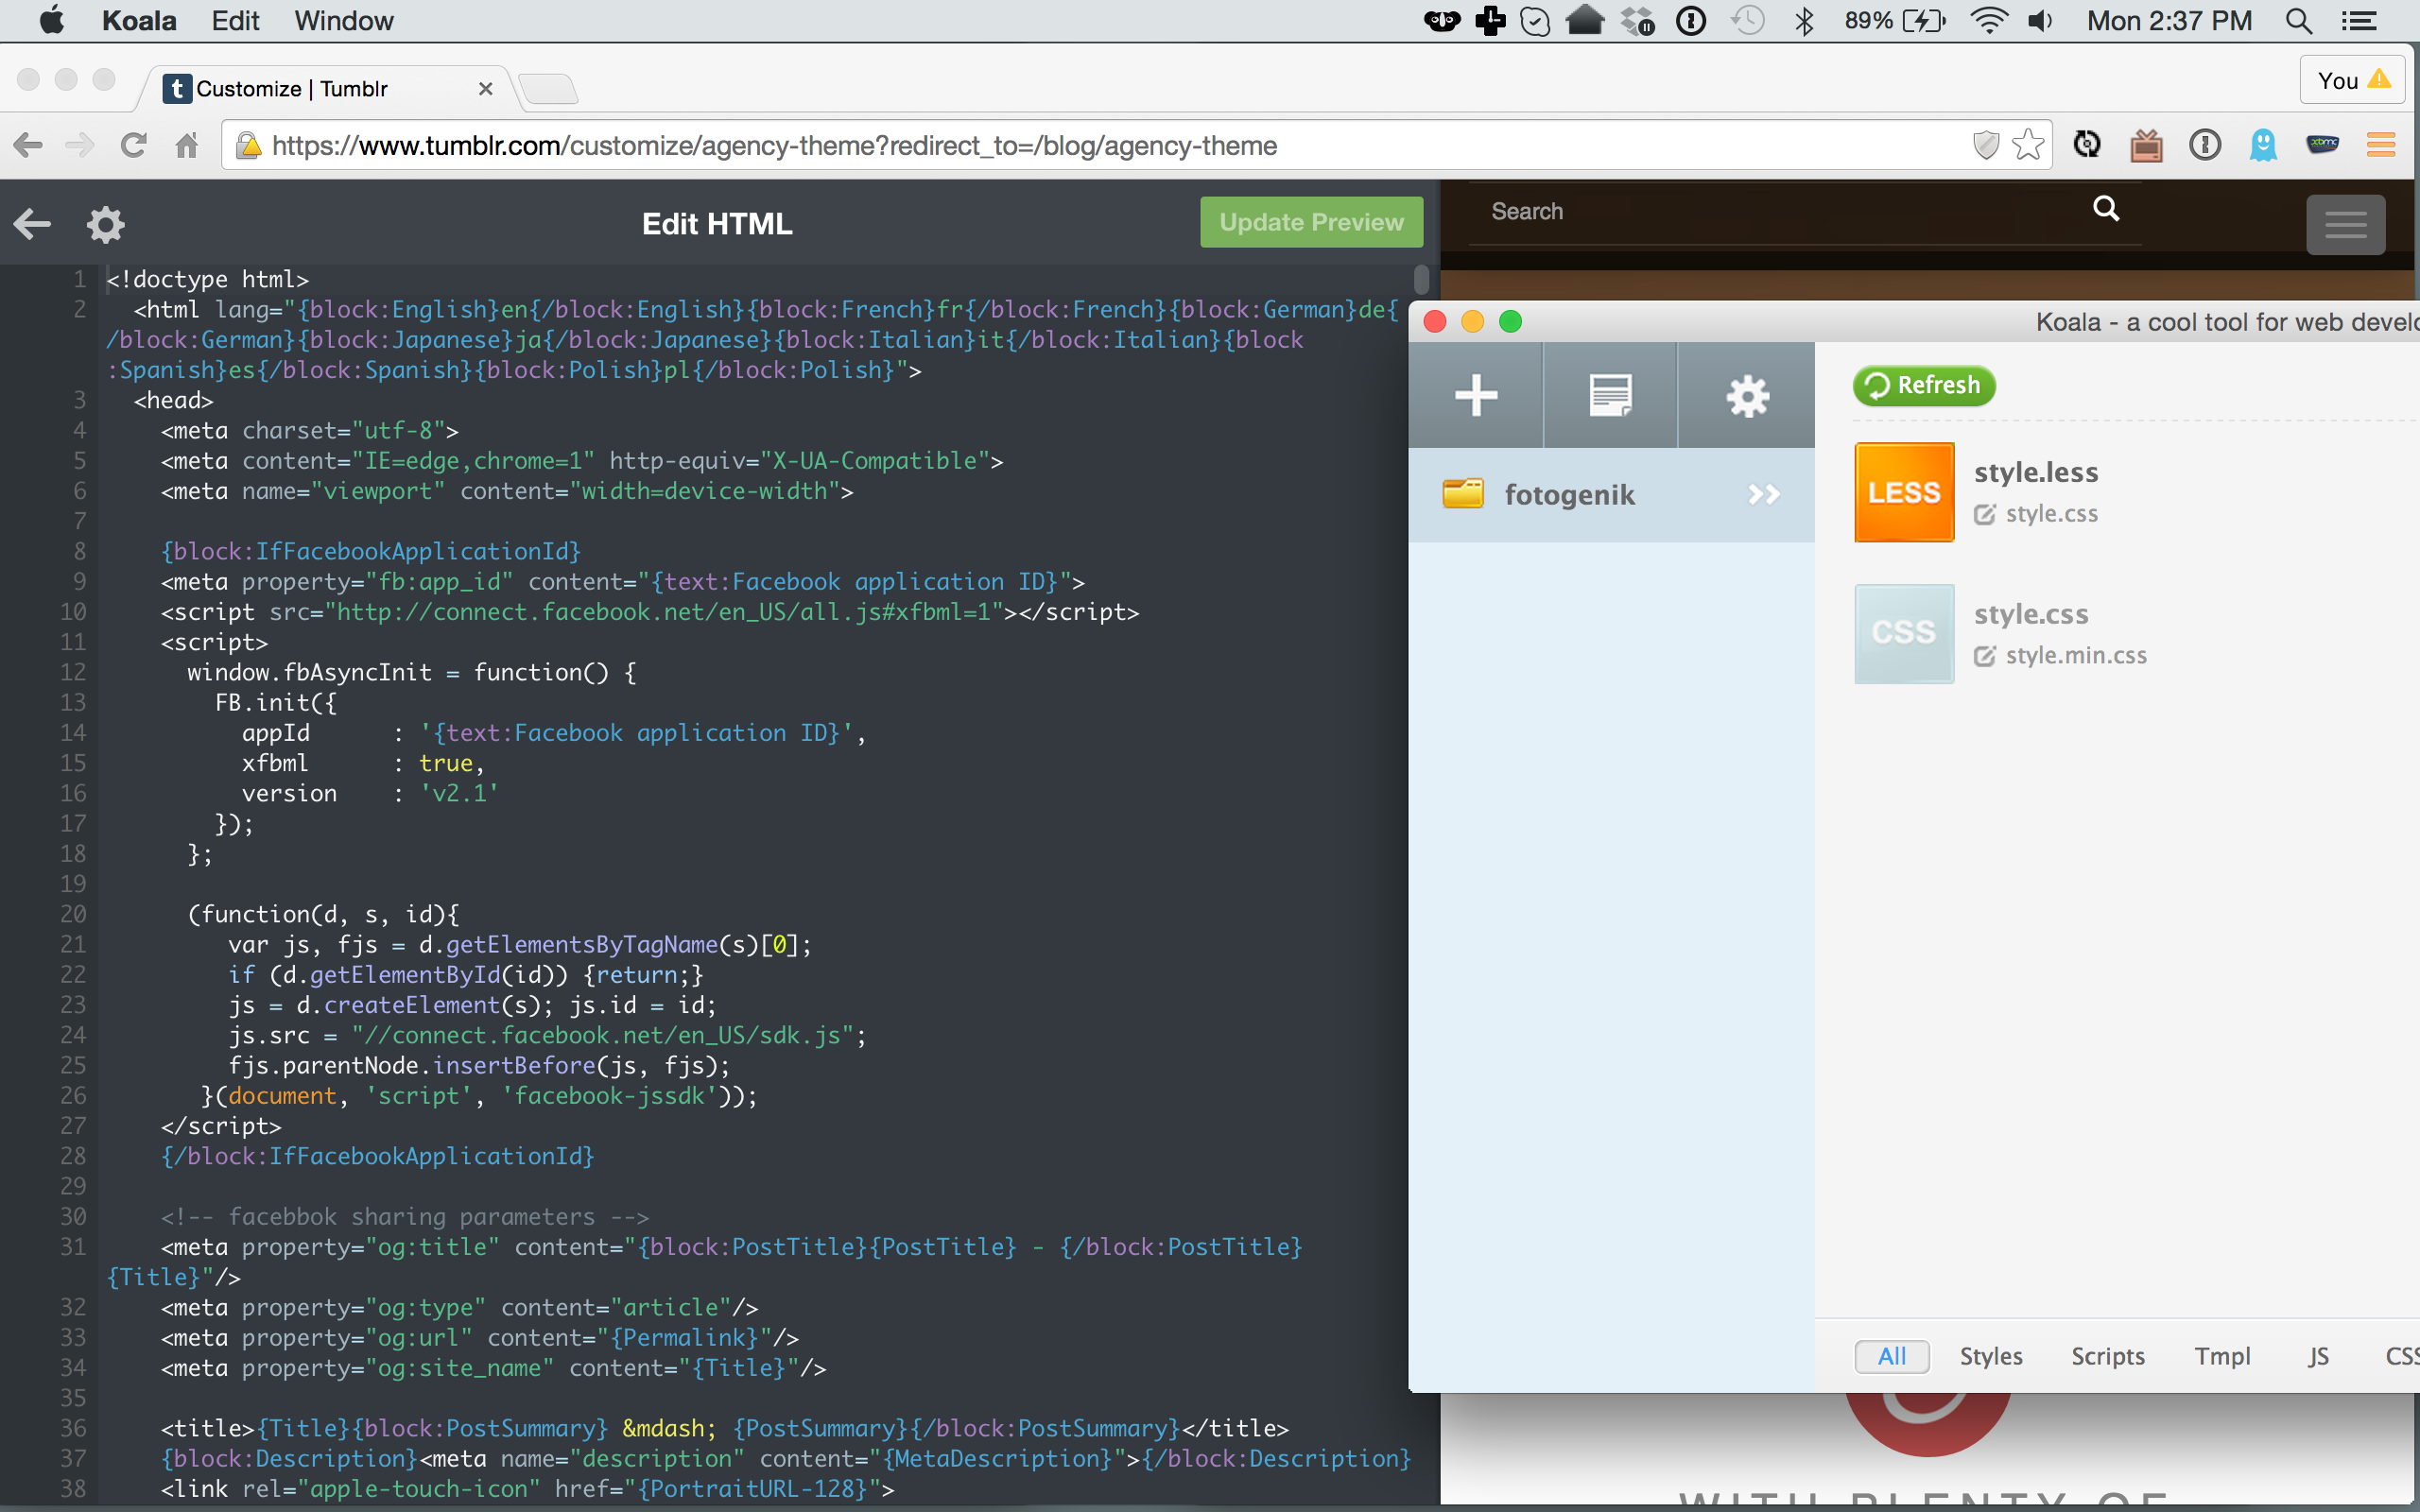 Koala Edit Window 89% Mon 2:37 PM
Customize | Tumblr
You
https://www.tumblr.com/customize/agency-theme?redirect_to=/blog/agency-theme
Edit HTML
Update Preview
1 <!doctype html>
2 <html lang="{block:English}en{/block:English}{block:French}fr{/block:French}{block:German}de{
/block:German}{block:Japanese}ja{/block:Japanese}{block:Italian}it{/block:Italian}{block
:Spanish}es{/block:Spanish}{block:Polish}pl{/block:Polish}">
3 <head>
4 <meta charset="utf-8">
5 <meta content="IE=edge,chrome=1" http-equiv="X-UA-Compatible">
6 <meta name="viewport" content="width=device-width">
7
8 {block:IfFacebookApplicationId}
9 <meta property="fb:app_id" content="{text:Facebook application ID}">
10 <script src="http://connect.facebook.net/en_US/all.js#xfbml=1"></script>
11 <script>
12 window.fbAsyncInit = function() {
13 FB.init({
14 appId : '{text:Facebook application ID}',
15 xfbml : true,
16 version : 'v2.1'
17 });
18 };
19
20 (function(d, s, id){
21 var js, fjs = d.getElementsByTagName(s)[0];
22 if (d.getElementById(id)) {return;}
23 js = d.createElement(s); js.id = id;
24 js.src = "//connect.facebook.net/en_US/sdk.js";
25 fjs.parentNode.insertBefore(js, fjs);
26 }(document, 'script', 'facebook-jssdk'));
27 </script>
28 {/block:IfFacebookApplicationId}
29
30 <!-- facebbok sharing parameters -->
31 <meta property="og:title" content="{block:PostTitle}{PostTitle} - {/block:PostTitle}
{Title}"/>
32 <meta property="og:type" content="article"/>
33 <meta property="og:url" content="{Permalink}"/>
34 <meta property="og:site_name" content="{Title}"/>
35
36 <title>{Title}{block:PostSummary} &mdash; {PostSummary}{/block:PostSummary}</title>
37 {block:Description}<meta name="description" content="{MetaDescription}">{/block:Description}
38 <link rel="apple-touch-icon" href="{PortraitURL-128}">
Search
Koala - a cool tool for web develo
Refresh
fotogenik
LESS
style.less
style.css
CSS
style.css
style.min.css
All Styles Scripts Tmpl JS CSS
WITH PLENTY OF